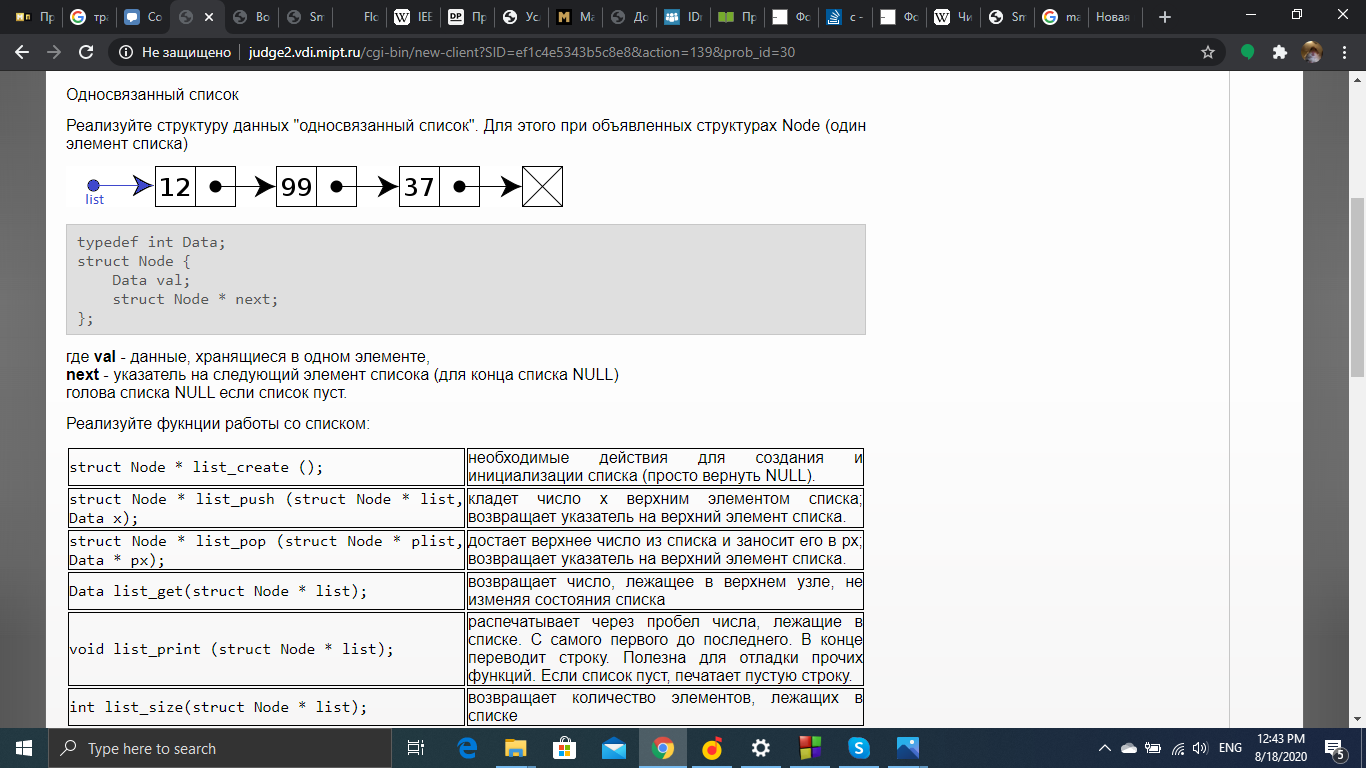 Пр
тра
Co
Во
Sm
Flo
IEE
Пр
Ус
Ма
До
IDe
Пр
Фо
c -
Фо
Чи
Sm
ma
Новая
Не защищено
judge2.vdi.mipt.ru/cgi-bin/new-client?SID=ef1c4e5343b5c8e8&action=139&prob_id=30
Односвязанный список
Реализуйте структуру данных "односвязанный список". Для этого при объявленных структурах Node (один
элемент списка)
list 12 99 37
typedef int Data;
struct Node {
Data val;
struct Node * next;
};
где val - данные, хранящиеся в одном элементе,
next - указатель на следующий элемент списока (для конца списка NULL)
голова списка NULL если список пуст.
Реализуйте фукнции работы со списком:
struct Node * list_create ();
необходимые действия для создания и
инициализации списка (просто вернуть NULL).
struct Node * list_push (struct Node * list,
Data x);
кладет число x верхним элементом списка;
возвращает указатель на верхний элемент списка.
struct Node * list_pop (struct Node * plist,
Data * px);
достает верхнее число из списка и заносит его в px;
возвращает указатель на верхний элемент списка.
Data list_get(struct Node * list);
возвращает число, лежащее в верхнем узле, не
изменяя состояния списка
void list_print (struct Node * list);
распечатывает через пробел числа, лежащие в
списке. С самого первого до последнего. В конце
переводит строку. Полезна для отладки прочих
функций. Если список пуст, печатает пустую строку.
int list_size(struct Node * list);
возвращает количество элементов, лежащих в
списке
Type here to search
ENG
12:43 PM
8/18/2020
5